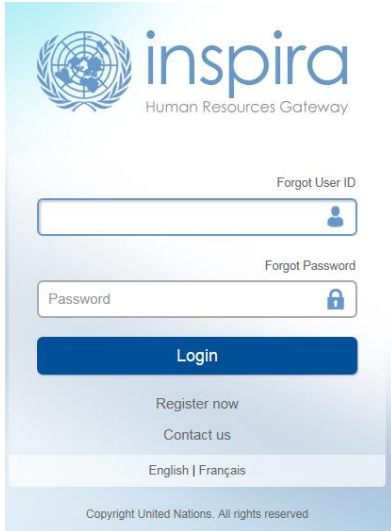 inspira
Human Resources Gateway
Forgot User ID
Forgot Password
Password
Login
Register now
Contact us
English | Français
Copyright United Nations. All rights reserved